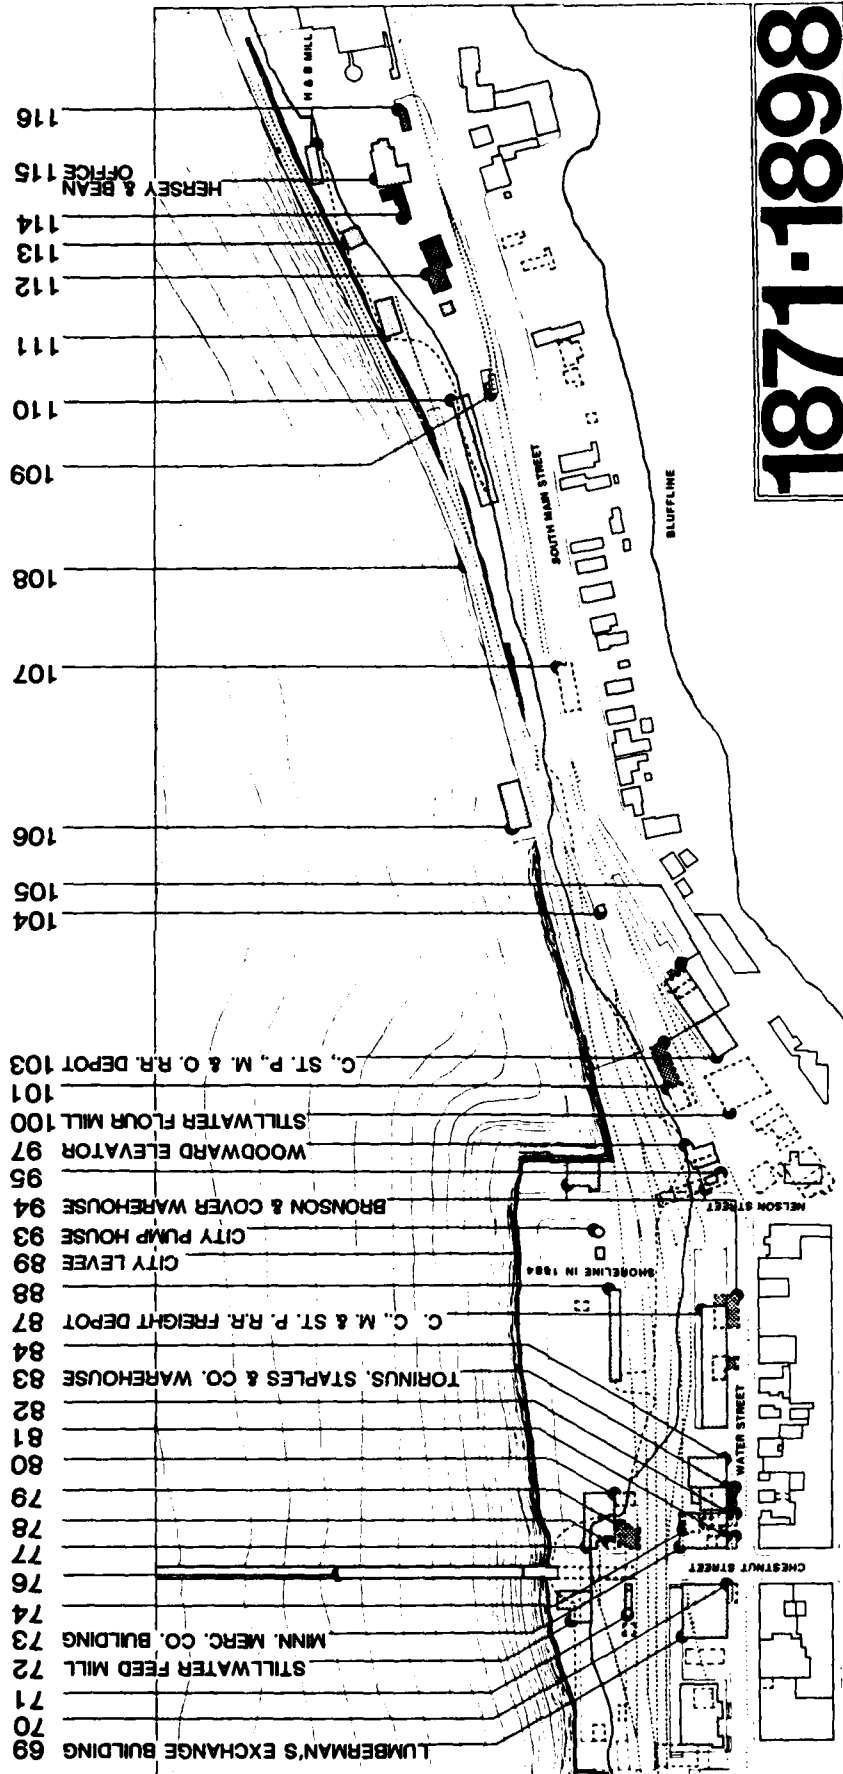 1871-1898
LUMBERMAN'S EXCHANGE BUILDING 69
70
71
STILLWATER FEED MILL 72
MINN. MERC. CO. BUILDING 73
74
76
77
78
79
80
81
82
TORINUS, STAPLES & CO. WAREHOUSE 83
84
C. C., M. & ST. P. R.R. FREIGHT DEPOT 87
88
CITY LEVEE 89
CITY PUMP HOUSE 93
BRONSON & COVER WAREHOUSE 94
95
WOODWARD ELEVATOR 97
STILLWATER FLOUR MILL 100
101
C., ST. P., M. & O. R.R. DEPOT 103
104
105
106
107
108
109
110
111
112
113
114
HERSEY & BEAN
OFFICE 115
116
H & B MILL
SOUTH MAIN STREET
BLUFFLINE
NELSON STREET
SHORELINE IN 1884
WATER STREET
CHESTNUT STREET